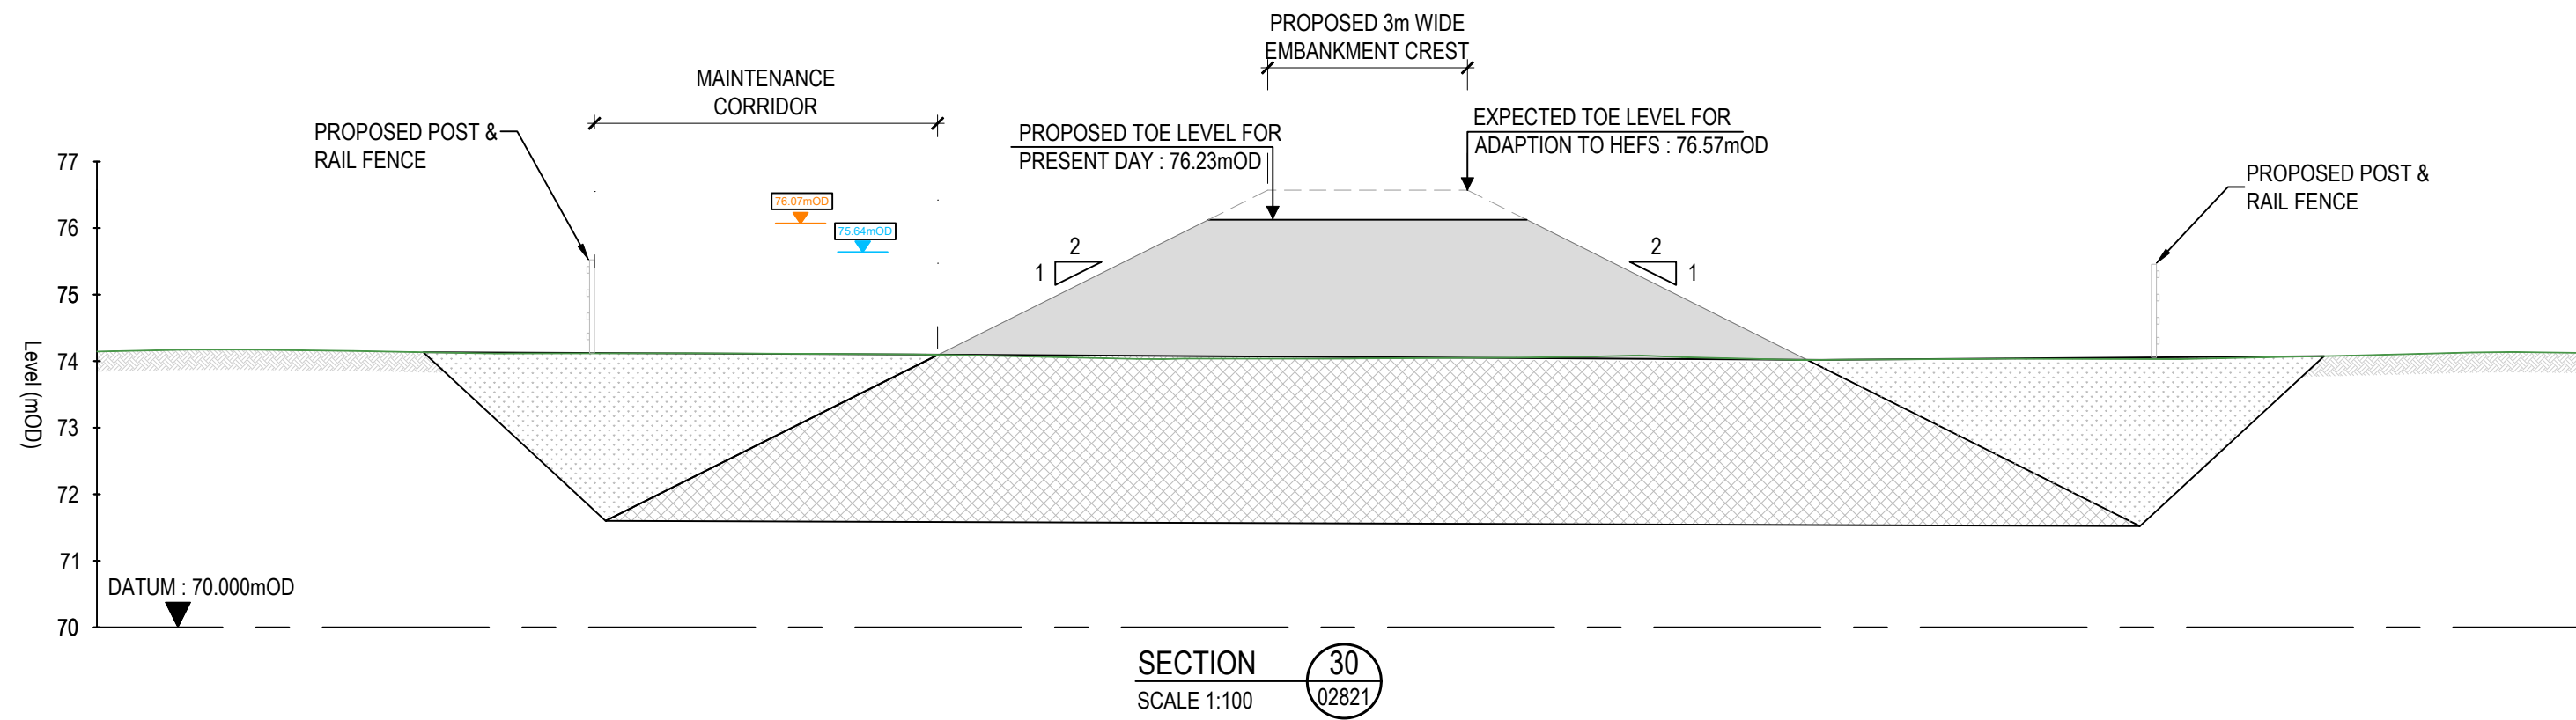 PROPOSED 3m WIDE
EMBANKMENT CREST
MAINTENANCE
CORRIDOR
PROPOSED POST &
RAIL FENCE
PROPOSED TOE LEVEL FOR
PRESENT DAY : 76.23mOD
EXPECTED TOE LEVEL FOR
ADAPTION TO HEFS : 76.57mOD
PROPOSED POST &
RAIL FENCE
76.07mOD
75.64mOD
2
1
2
1
77
76
75
74
73
72
71
70
Level (mOD)
DATUM : 70.000mOD
SECTION
SCALE 1:100
30
02821